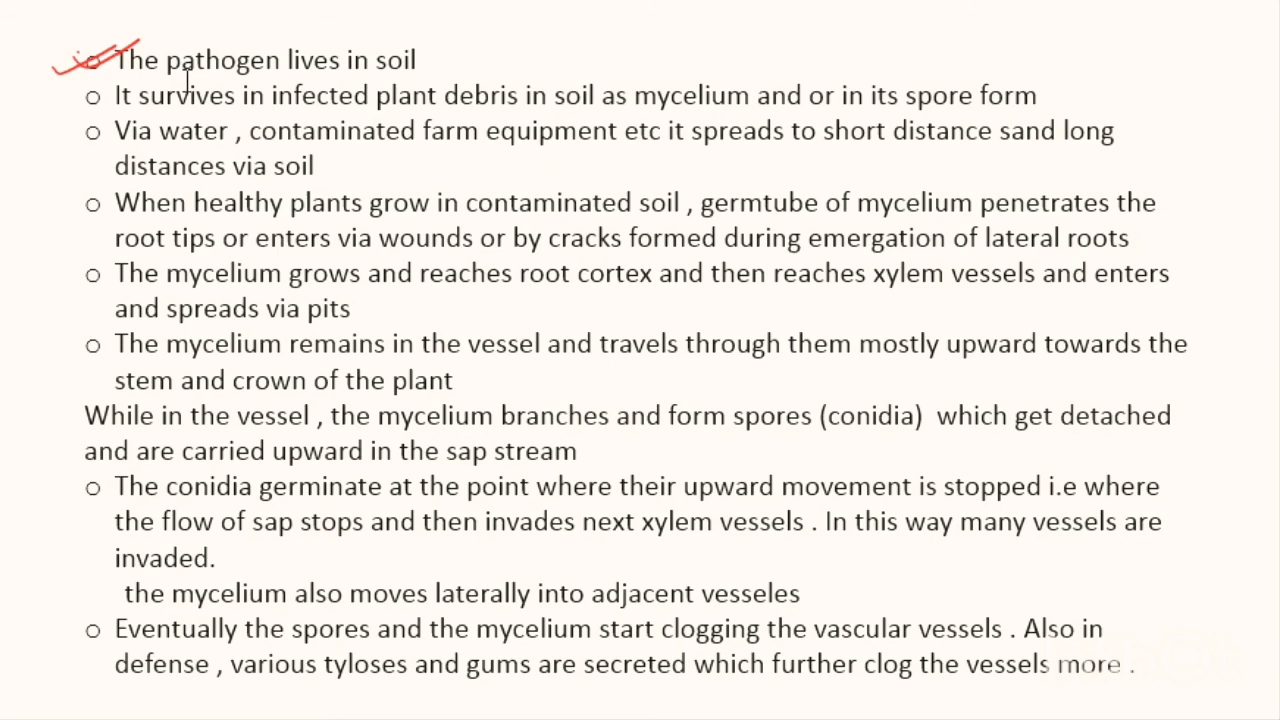 o The pathogen lives in soil
o It survives in infected plant debris in soil as mycelium and or in its spore form
o Via water , contaminated farm equipment etc it spreads to short distance sand long
distances via soil
o When healthy plants grow in contaminated soil , germtube of mycelium penetrates the
root tips or enters via wounds or by cracks formed during emergation of lateral roots
o The mycelium grows and reaches root cortex and then reaches xylem vessels and enters
and spreads via pits
o The mycelium remains in the vessel and travels through them mostly upward towards the
stem and crown of the plant
While in the vessel , the mycelium branches and form spores (conidia)  which get detached
and are carried upward in the sap stream
o The conidia germinate at the point where their upward movement is stopped i.e where
the flow of sap stops and then invades next xylem vessels . In this way many vessels are
invaded.
the mycelium also moves laterally into adjacent vesseles
o Eventually the spores and the mycelium start clogging the vascular vessels . Also in
defense , various tyloses and gums are secreted which further clog the vessels more .